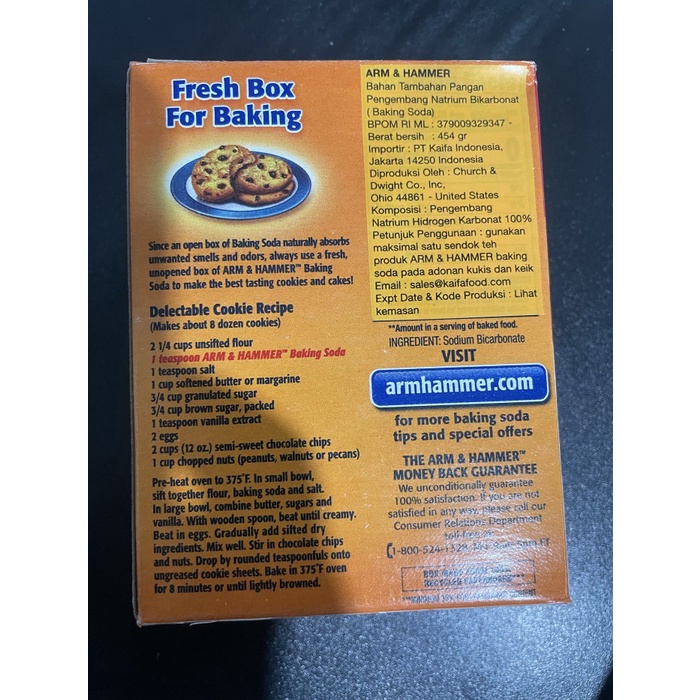 Fresh Box
For Baking
Since an open box of Baking Soda naturally absorbs
unwanted smells and odors, always use a fresh,
unopened box of ARM & HAMMER™ Baking
Soda to make the best tasting cookies and cakes!
Delectable Cookie Recipe
(Makes about 8 dozen cookies)
2 1/4 cups unsifted flour
1 teaspoon ARM & HAMMER™ Baking Soda
1 teaspoon salt
1 cup softened butter or margarine
3/4 cup granulated sugar
3/4 cup brown sugar, packed
1 teaspoon vanilla extract
2 eggs
2 cups (12 oz.) semi-sweet chocolate chips
1 cup chopped nuts (peanuts, walnuts or pecans)
Pre-heat oven to 375°F. In small bowl,
sift together flour, baking soda and salt.
In large bowl, combine butter, sugars and
vanilla. With wooden spoon, beat until creamy.
Beat in eggs. Gradually add sifted dry
ingredients. Mix well. Stir in chocolate chips
and nuts. Drop by rounded teaspoonfuls onto
ungreased cookie sheets. Bake in 375°F oven
for 8 minutes or until lightly browned.
ARM & HAMMER
Bahan Tambahan Pangan
Pengembang Natrium Bikarbonat
( Baking Soda)
BPOM RI ML : 379009329347 -
Berat bersih : 454 gr
Importir : PT Kaifa Indonesia,
Jakarta 14250 Indonesia
Diproduksi Oleh : Church &
Dwight Co., Inc,
Ohio 44861 - United States
Komposisi : Pengembang
Natrium Hidrogen Karbonat 100%
Petunjuk Penggunaan : gunakan
maksimal satu sendok teh
produk ARM & HAMMER baking
soda pada adonan kukis dan keik
Email : sales@kaifafood.com
Expt Date & Kode Produksi : Lihat
kemasan
**Amount in a serving of baked food.
INGREDIENT: Sodium Bicarbonate
VISIT
armhammer.com
for more baking soda
tips and special offers
THE ARM & HAMMER™
MONEY BACK GUARANTEE
We unconditionally guarantee
100% satisfaction. If you are not
satisfied in any way, please call our
Consumer Relations Department
toll-free at
1-800-524-1328